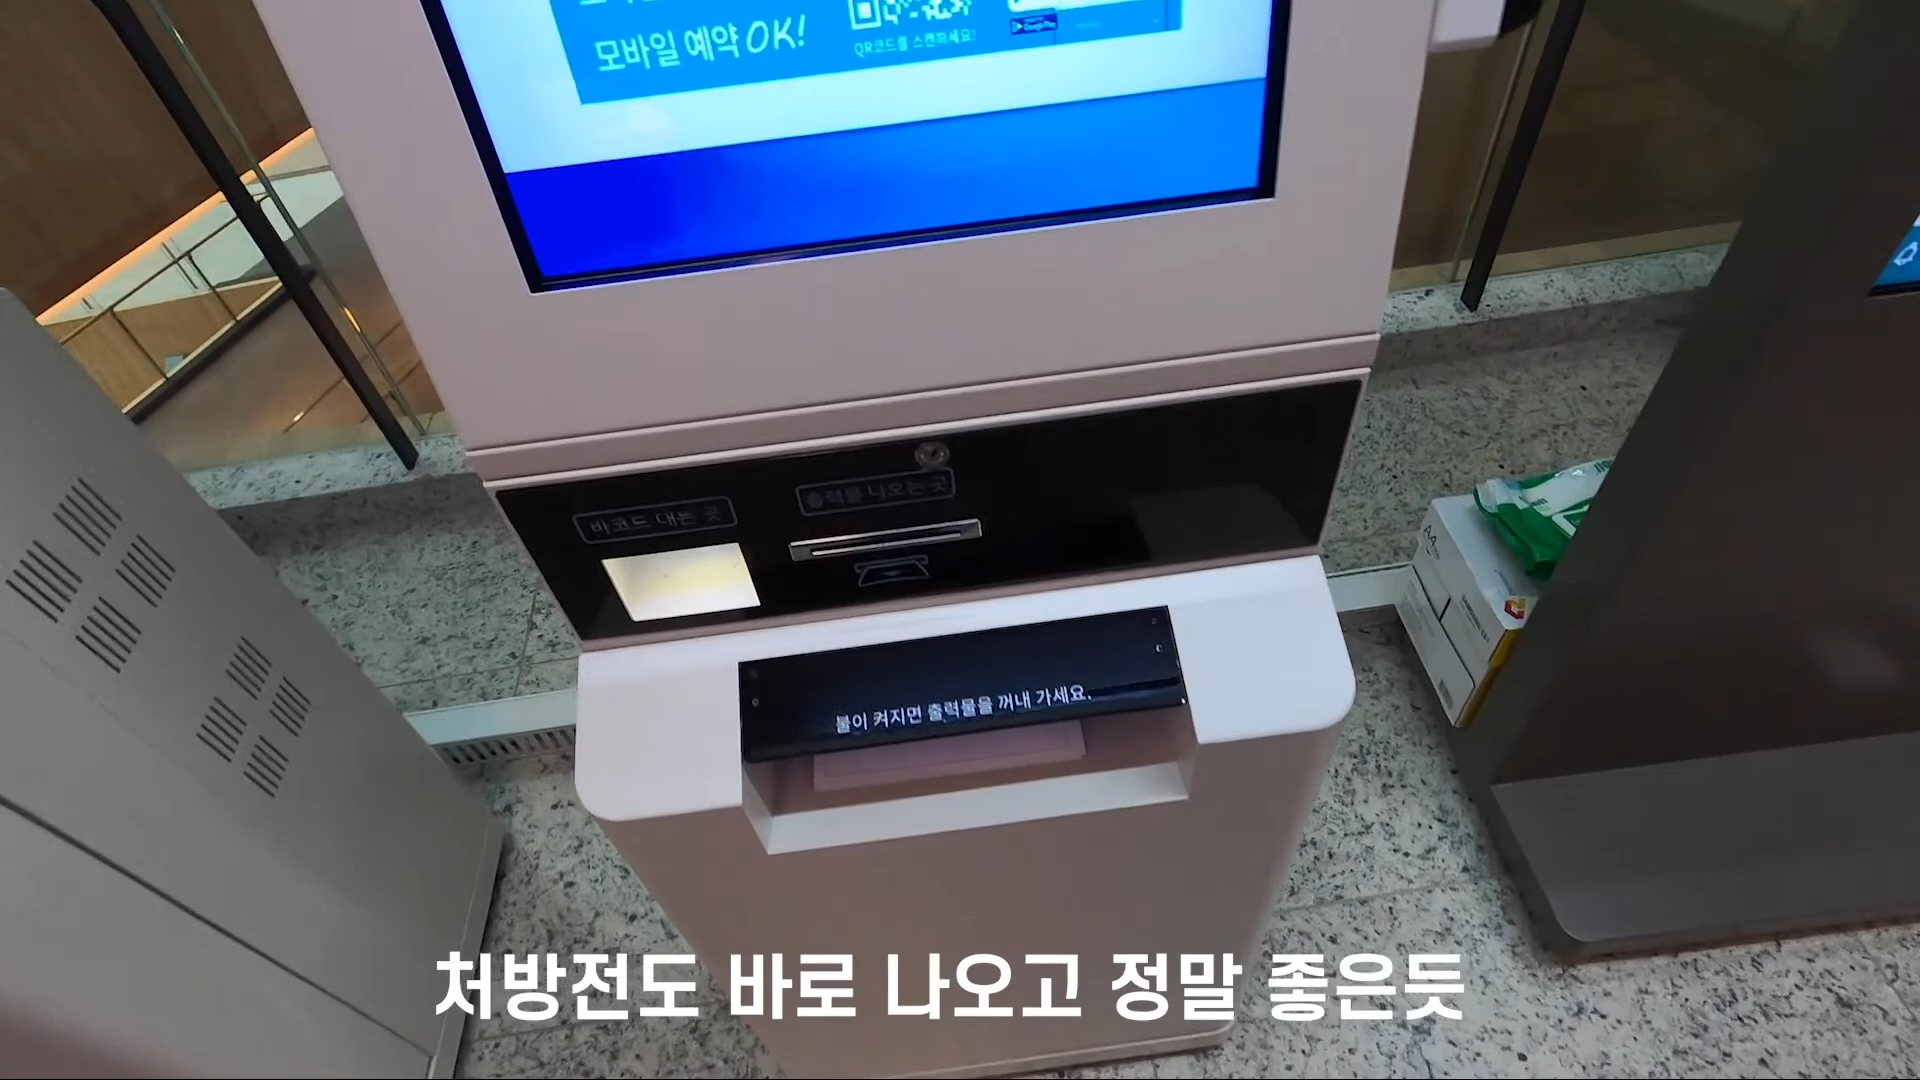 모바일 예약 OK!
QR코드를 스캔하세요!
Google Play
바코드 대는 곳
출력물 나오는 곳
불이 켜지면 출력물을 꺼내 가세요.
A4
처방전도 바로 나오고 정말 좋은듯